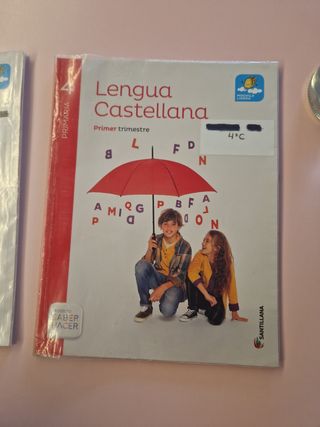 4
PRIMARIA
Lengua
Castellana
Primer trimestre
4ºC
B L F D
N
A P M I Q G P B D A F O L
P D O N
SABER
HACER
SANTILLANA